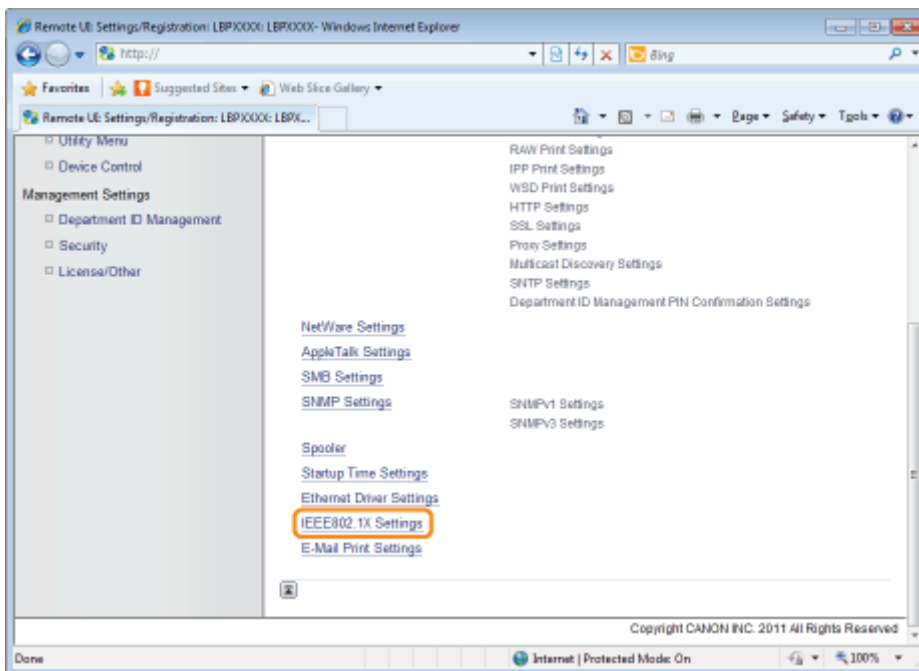 Remote UI: Settings/Registration: LBPXXXX: LBPXXXX- Windows Internet Explorer
http://
Bing
Favorites Suggested Sites Web Slice Gallery
Remote UI: Settings/Registration: LBPXXXX: LBPX...
Page Safety Tools
Utility Menu
Device Control
Management Settings
Department ID Management
Security
License/Other
RAW Print Settings
IPP Print Settings
WSD Print Settings
HTTP Settings
SSL Settings
Proxy Settings
Multicast Discovery Settings
SNTP Settings
Department ID Management PIN Confirmation Settings
NetWare Settings
AppleTalk Settings
SMB Settings
SNMP Settings
SNMPv1 Settings
SNMPv3 Settings
Spooler
Startup Time Settings
Ethernet Driver Settings
IEEE802.1X Settings
E-Mail Print Settings
Copyright CANON INC. 2011 All Rights Reserved
Done
Internet | Protected Mode: On
100%